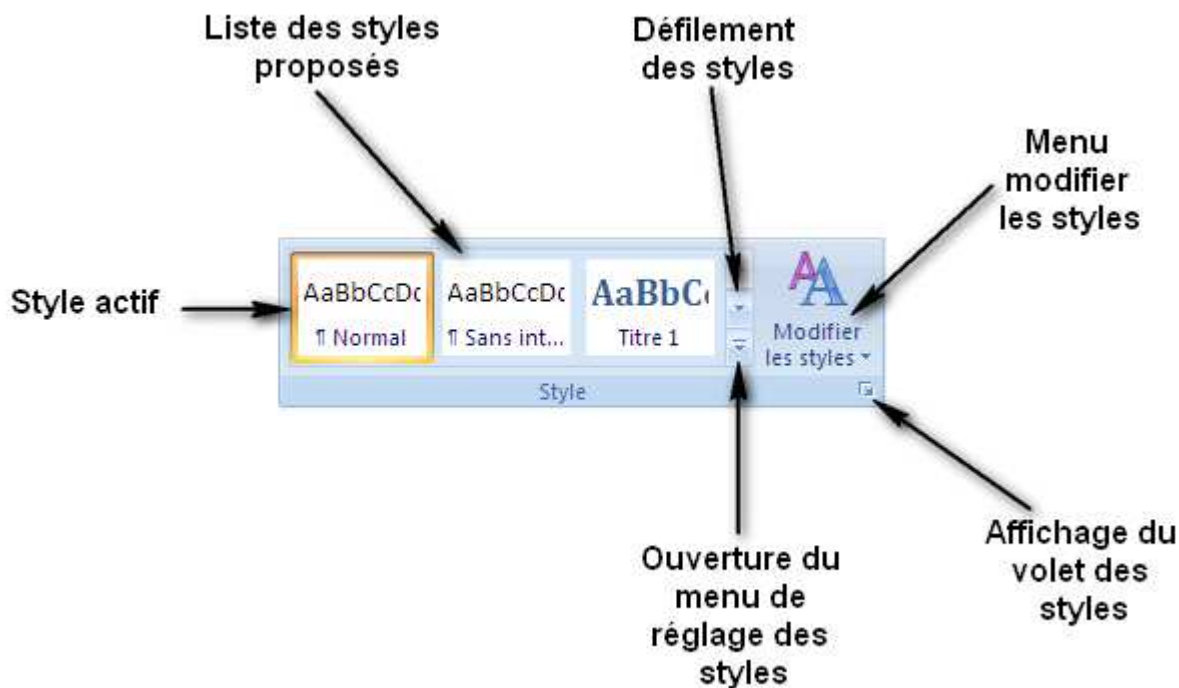 Liste des styles
proposés
Défilement
des styles
Menu
modifier
les styles
Style actif
AaBbCcDc
¶ Normal
AaBbCcDc
¶ Sans int...
AaBbC
Titre 1
Modifier
les styles
Style
Ouverture du
menu de
réglage des
styles
Affichage du
volet des
styles